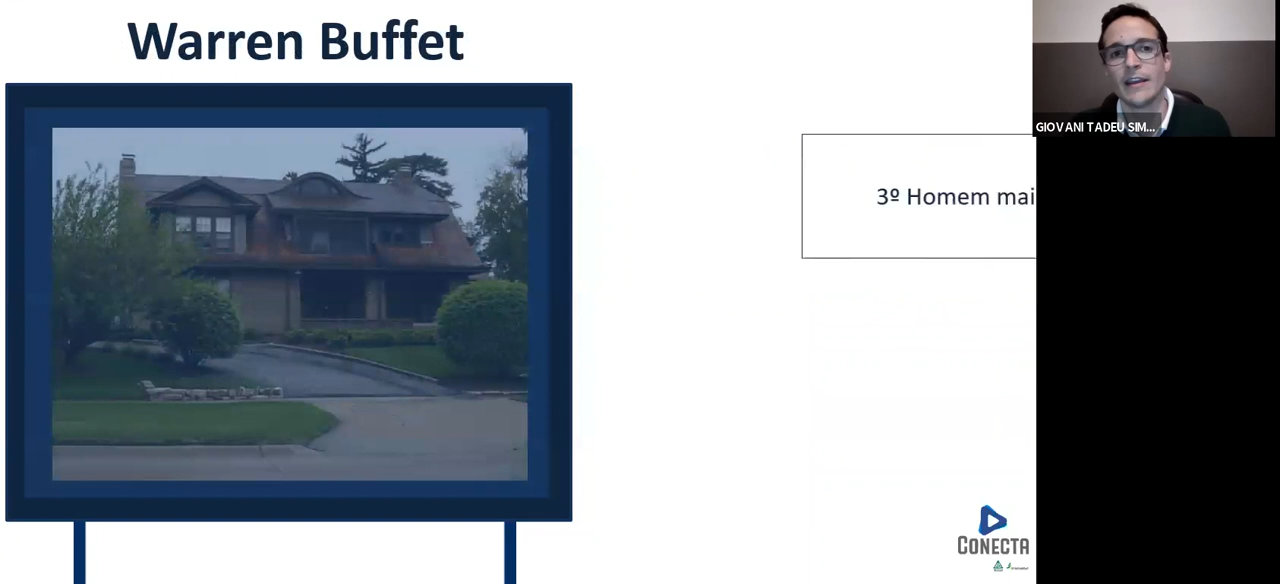 Warren Buffet
GIOVANI TADEU SIM...
3º Homem mai
CONECTA